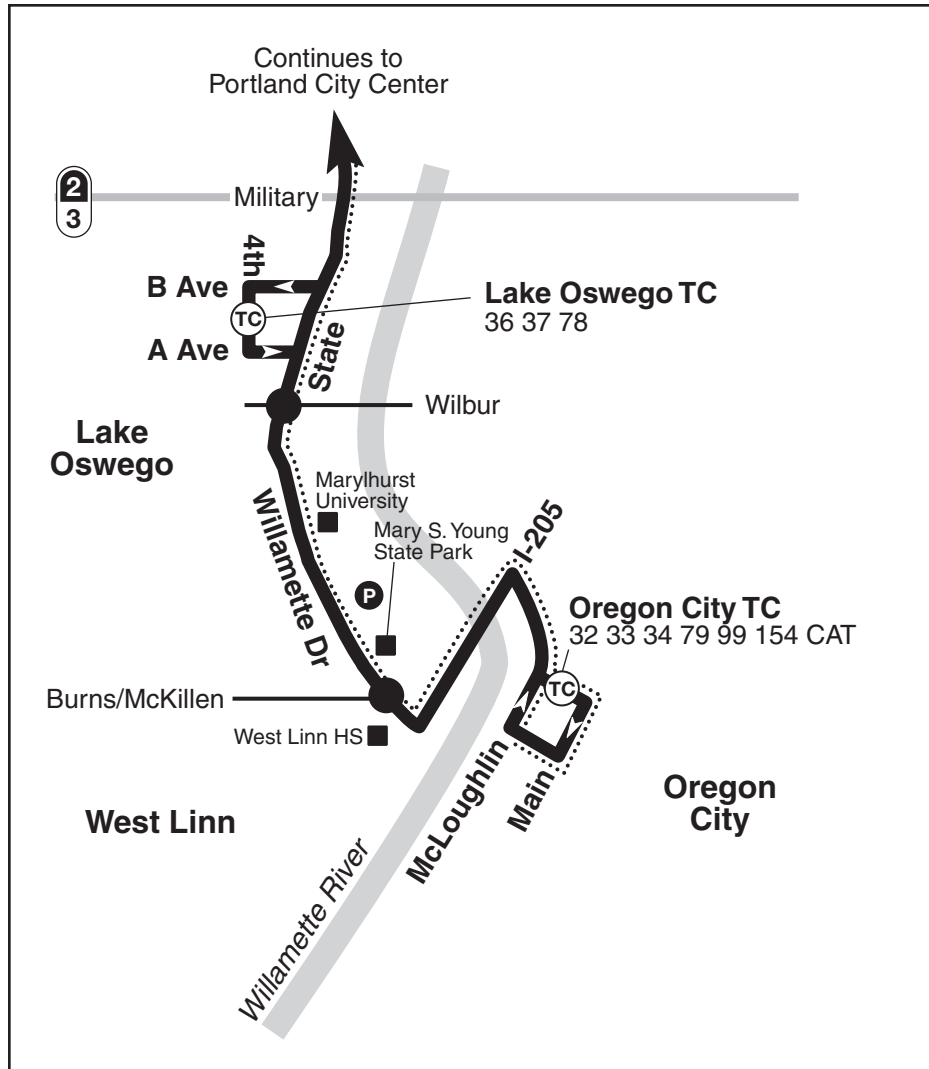 Continues to
Portland City Center
2
3
Military
4th
B Ave
TC
A Ave
Lake Oswego TC
36 37 78
State
Wilbur
Lake
Oswego
Marylhurst
University
Mary S. Young
State Park
Willamette Dr
P
I-205
Oregon City TC
32 33 34 79 99 154 CAT
TC
Burns/McKillen
West Linn HS
McLoughlin
Main
Oregon
City
West Linn
Willamette River